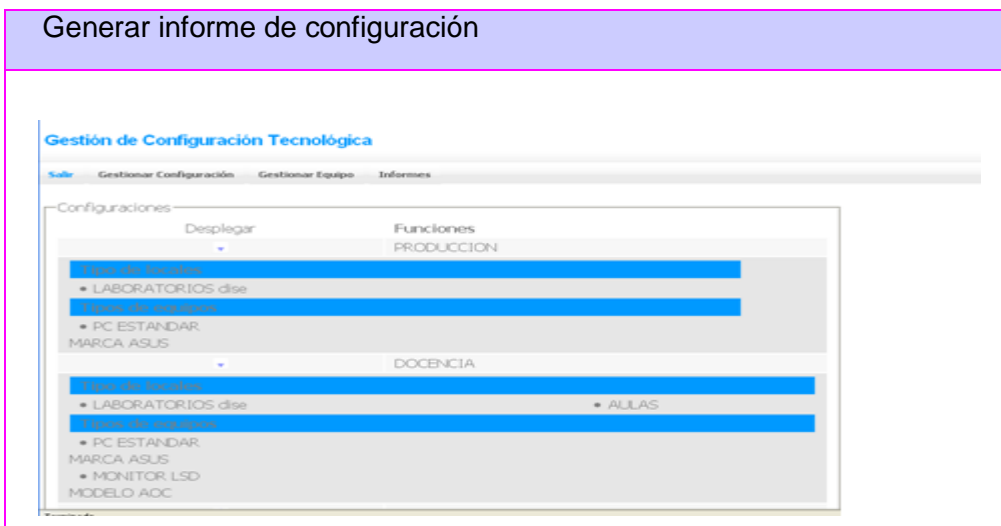 Generar informe de configuración
Gestión de Configuración Tecnológica
Salir Gestionar Configuración Gestionar Equipo Informes
Configuraciones
Desplegar Funciones
PRODUCCION
Tipo de locales
• LABORATORIOS dise
Tipos de equipos
• PC ESTANDAR
MARCA ASUS
DOCENCIA
Tipo de locales
• LABORATORIOS dise • AULAS
Tipos de equipos
• PC ESTANDAR
MARCA ASUS
• MONITOR LSD
MODELO AOC